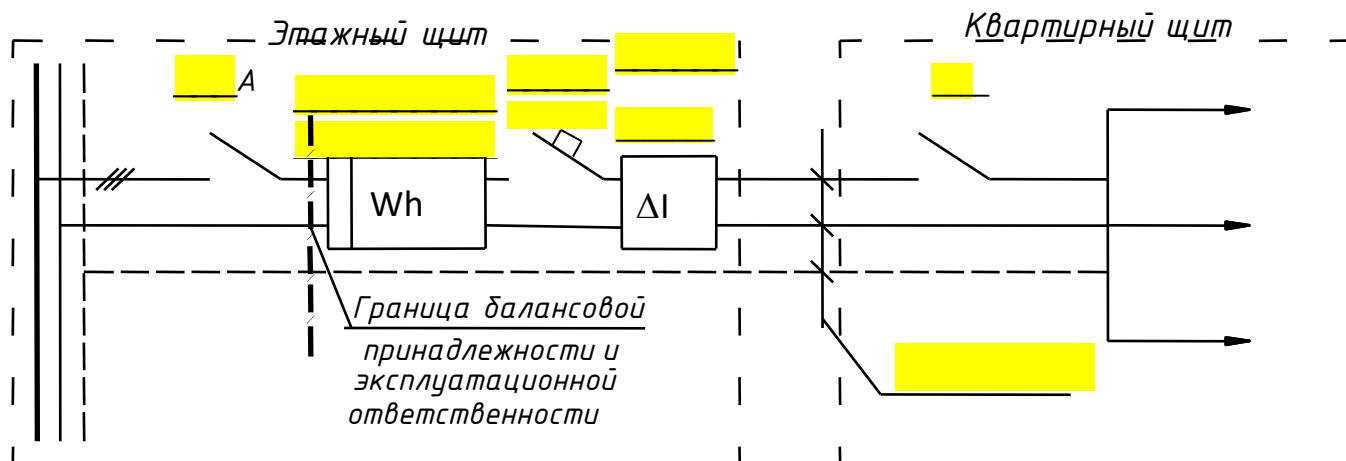 Этажный щит
Квартирный щит
А
Wh
ΔI
Граница балансовой
принадлежности и
эксплуатационной
ответственности